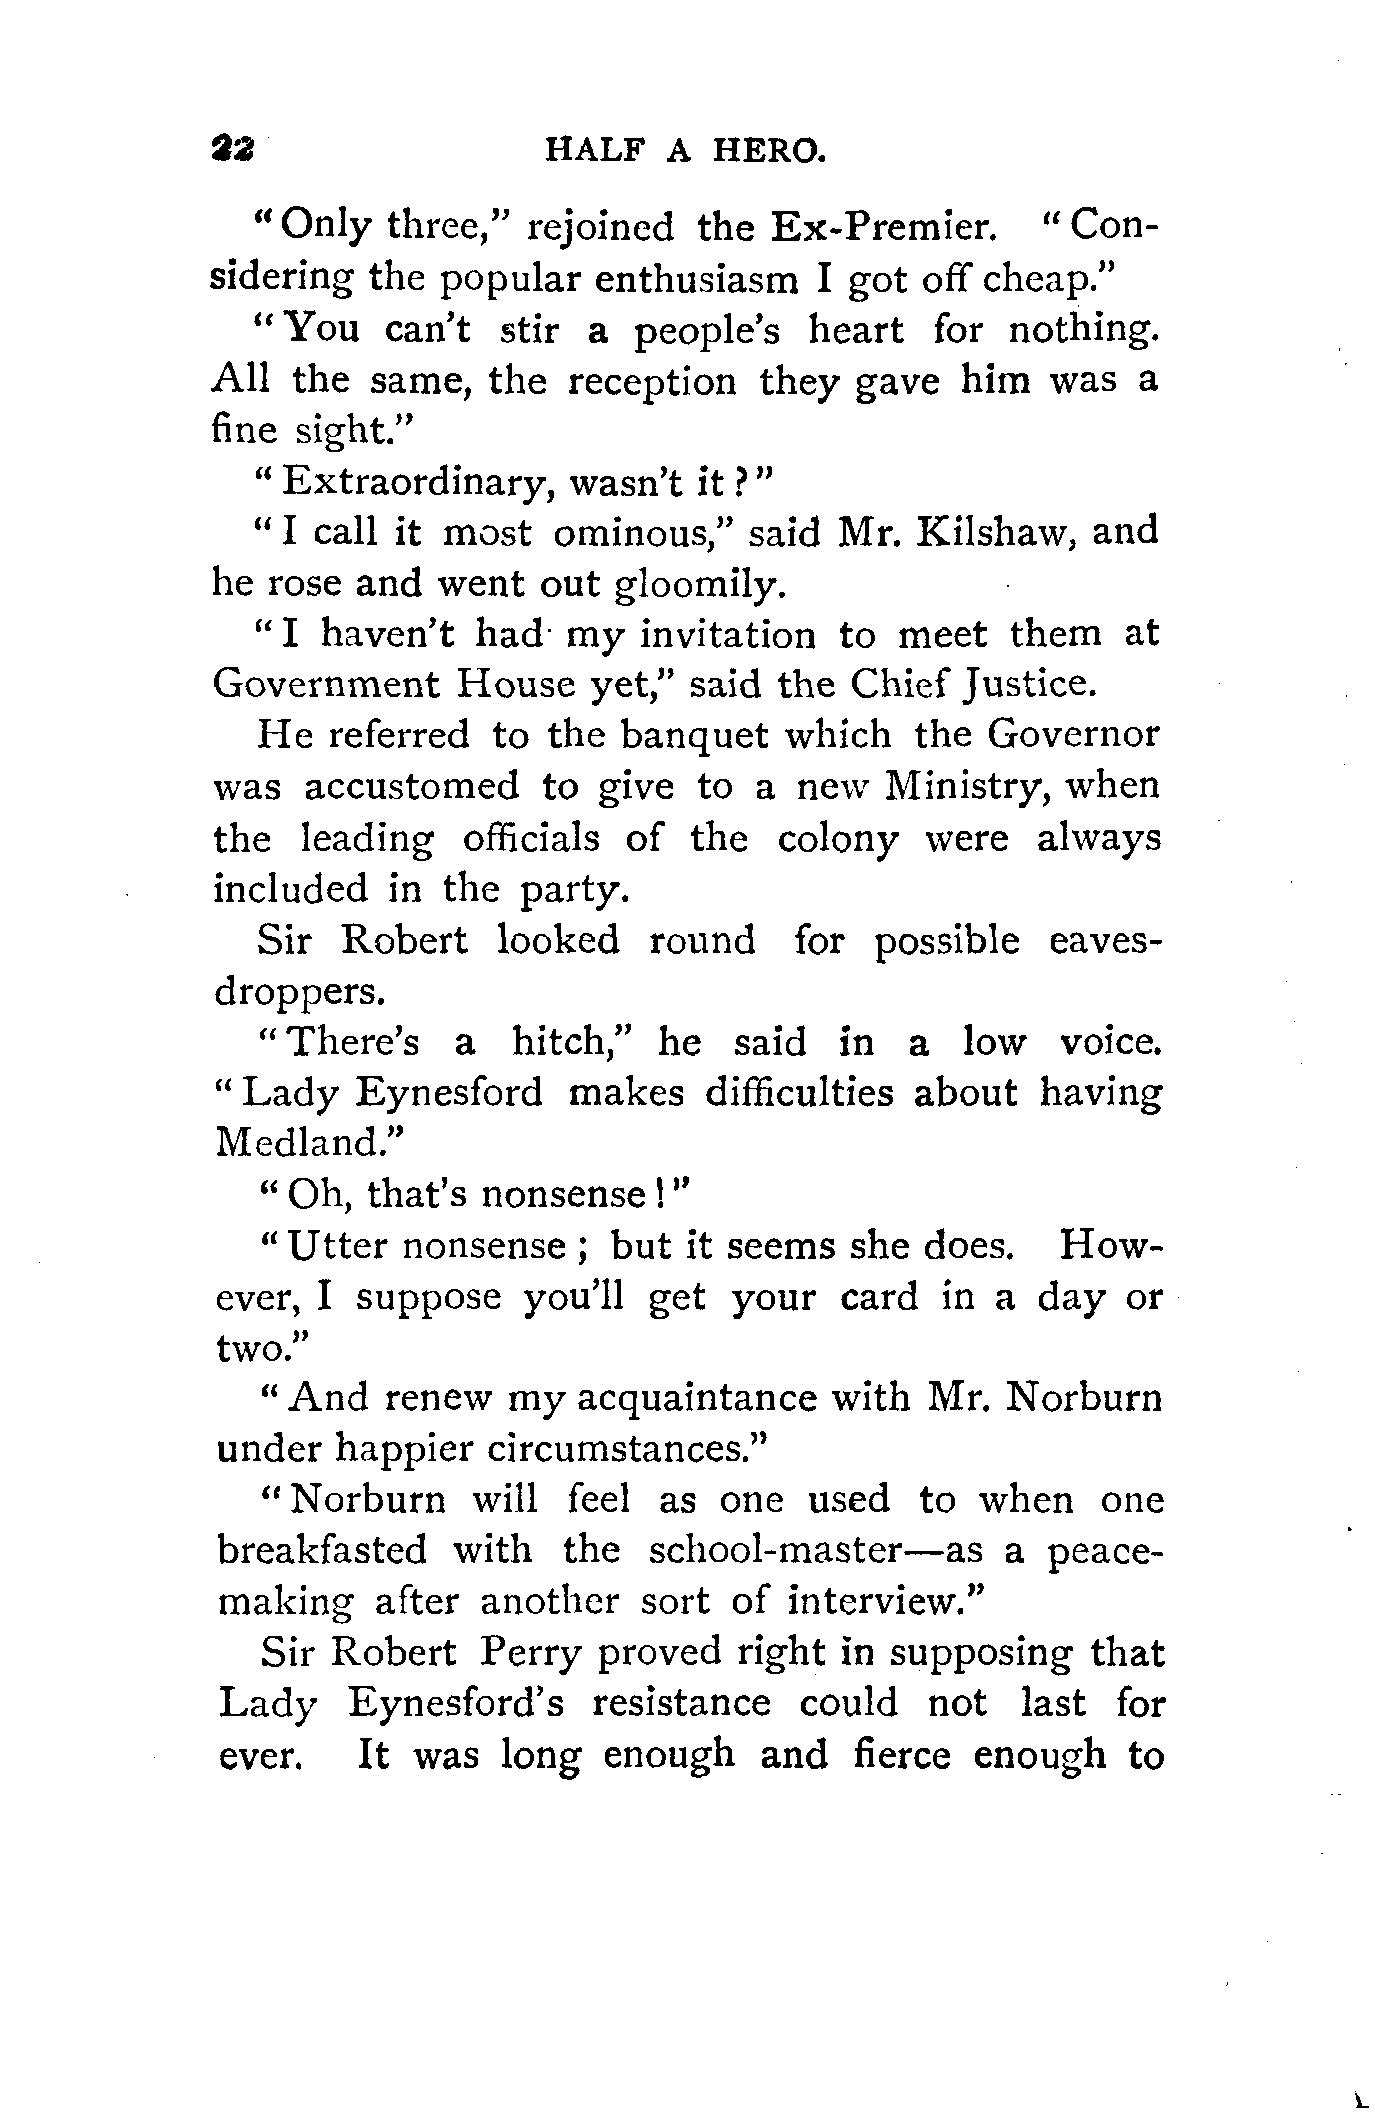 22 HALF A HERO.
“Only three,” rejoined the Ex-Premier. “Con-
sidering the popular enthusiasm I got off cheap.”
“You can’t stir a people’s heart for nothing.
All the same, the reception they gave him was a
fine sight.”
“Extraordinary, wasn’t it?”
“I call it most ominous,” said Mr. Kilshaw, and
he rose and went out gloomily.
“I haven’t had my invitation to meet them at
Government House yet,” said the Chief Justice.
He referred to the banquet which the Governor
was accustomed to give to a new Ministry, when
the leading officials of the colony were always
included in the party.
Sir Robert looked round for possible eaves-
droppers.
“There’s a hitch,” he said in a low voice.
“Lady Eynesford makes difficulties about having
Medland.”
“Oh, that’s nonsense!”
“Utter nonsense; but it seems she does. How-
ever, I suppose you’ll get your card in a day or
two.”
“And renew my acquaintance with Mr. Norburn
under happier circumstances.”
“Norburn will feel as one used to when one
breakfasted with the school-master—as a peace-
making after another sort of interview.”
Sir Robert Perry proved right in supposing that
Lady Eynesford’s resistance could not last for
ever. It was long enough and fierce enough to